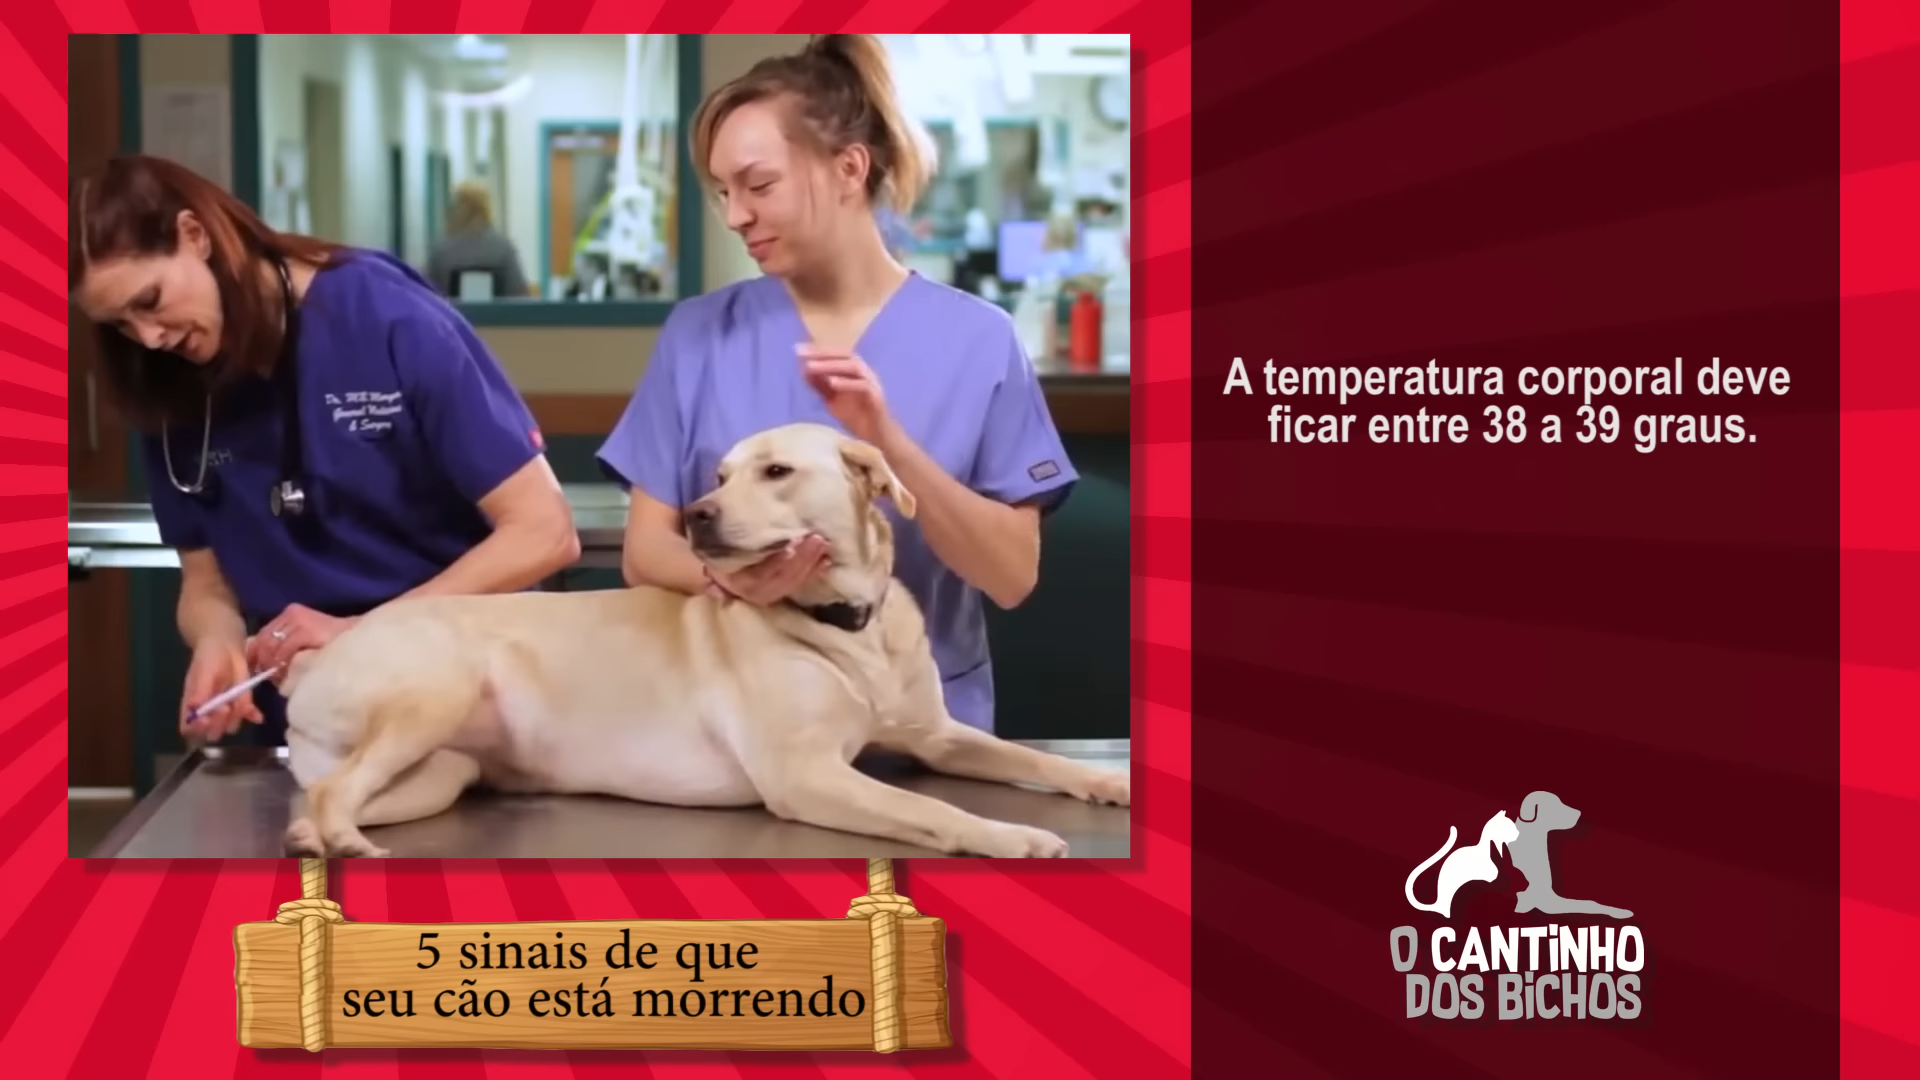 A temperatura corporal deve
ficar entre 38 a 39 graus.
5 sinais de que
seu cão está morrendo
O CANTiNHO
DOS BiCHOS